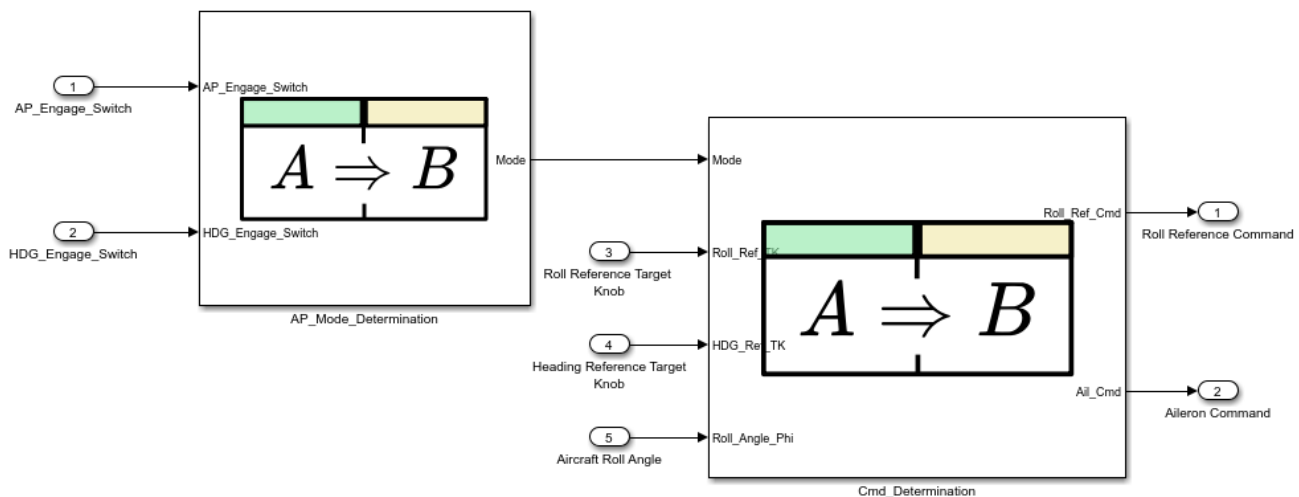 1
AP_Engage_Switch
2
HDG_Engage_Switch
AP_Engage_Switch
HDG_Engage_Switch
A ⇒ B
Mode
AP_Mode_Determination
3
Roll Reference Target
Knob
4
Heading Reference Target
Knob
5
Aircraft Roll Angle
Mode
Roll_Ref_TK
HDG_Ref_TK
Roll_Angle_Phi
A ⇒ B
Roll_Ref_Cmd
Ail_Cmd
Cmd_Determination
1
Roll Reference Command
2
Aileron Command